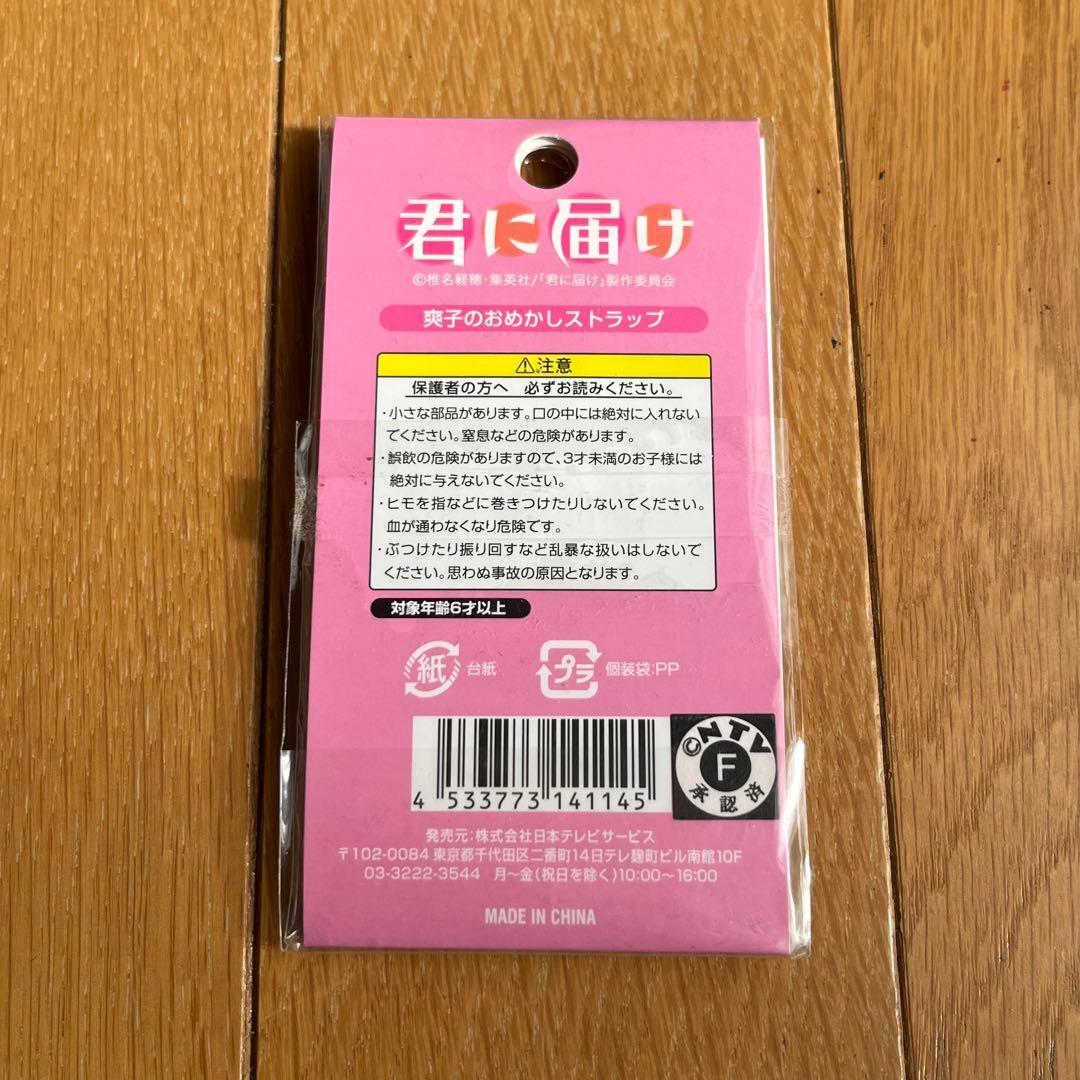 君に届け
©椎名軽穂・集英社/「君に届け」製作委員会
爽子のおめかしストラップ
⚠注意
保護者の方へ 必ずお読みください。
・小さな部品があります。口の中には絶対に入れない
でください。窒息などの危険があります。
・誤飲の危険がありますので、3才未満のお子様には
絶対に与えないでください。
・ヒモを指などに巻きつけたりしないでください。
血が通わなくなり危険です。
・ぶつけたり振り回すなど乱暴な扱いはしないで
ください。思わぬ事故の原因となります。
対象年齢6才以上
紙 台紙 プラ 個装袋:PP
©NTV
F
承認済
4 533773 141145
発売元:株式会社日本テレビサービス
〒102-0084 東京都千代田区二番町14日テレ麹町ビル南館10F
03-3222-3544 月~金(祝日を除く)10:00~16:00
MADE IN CHINA